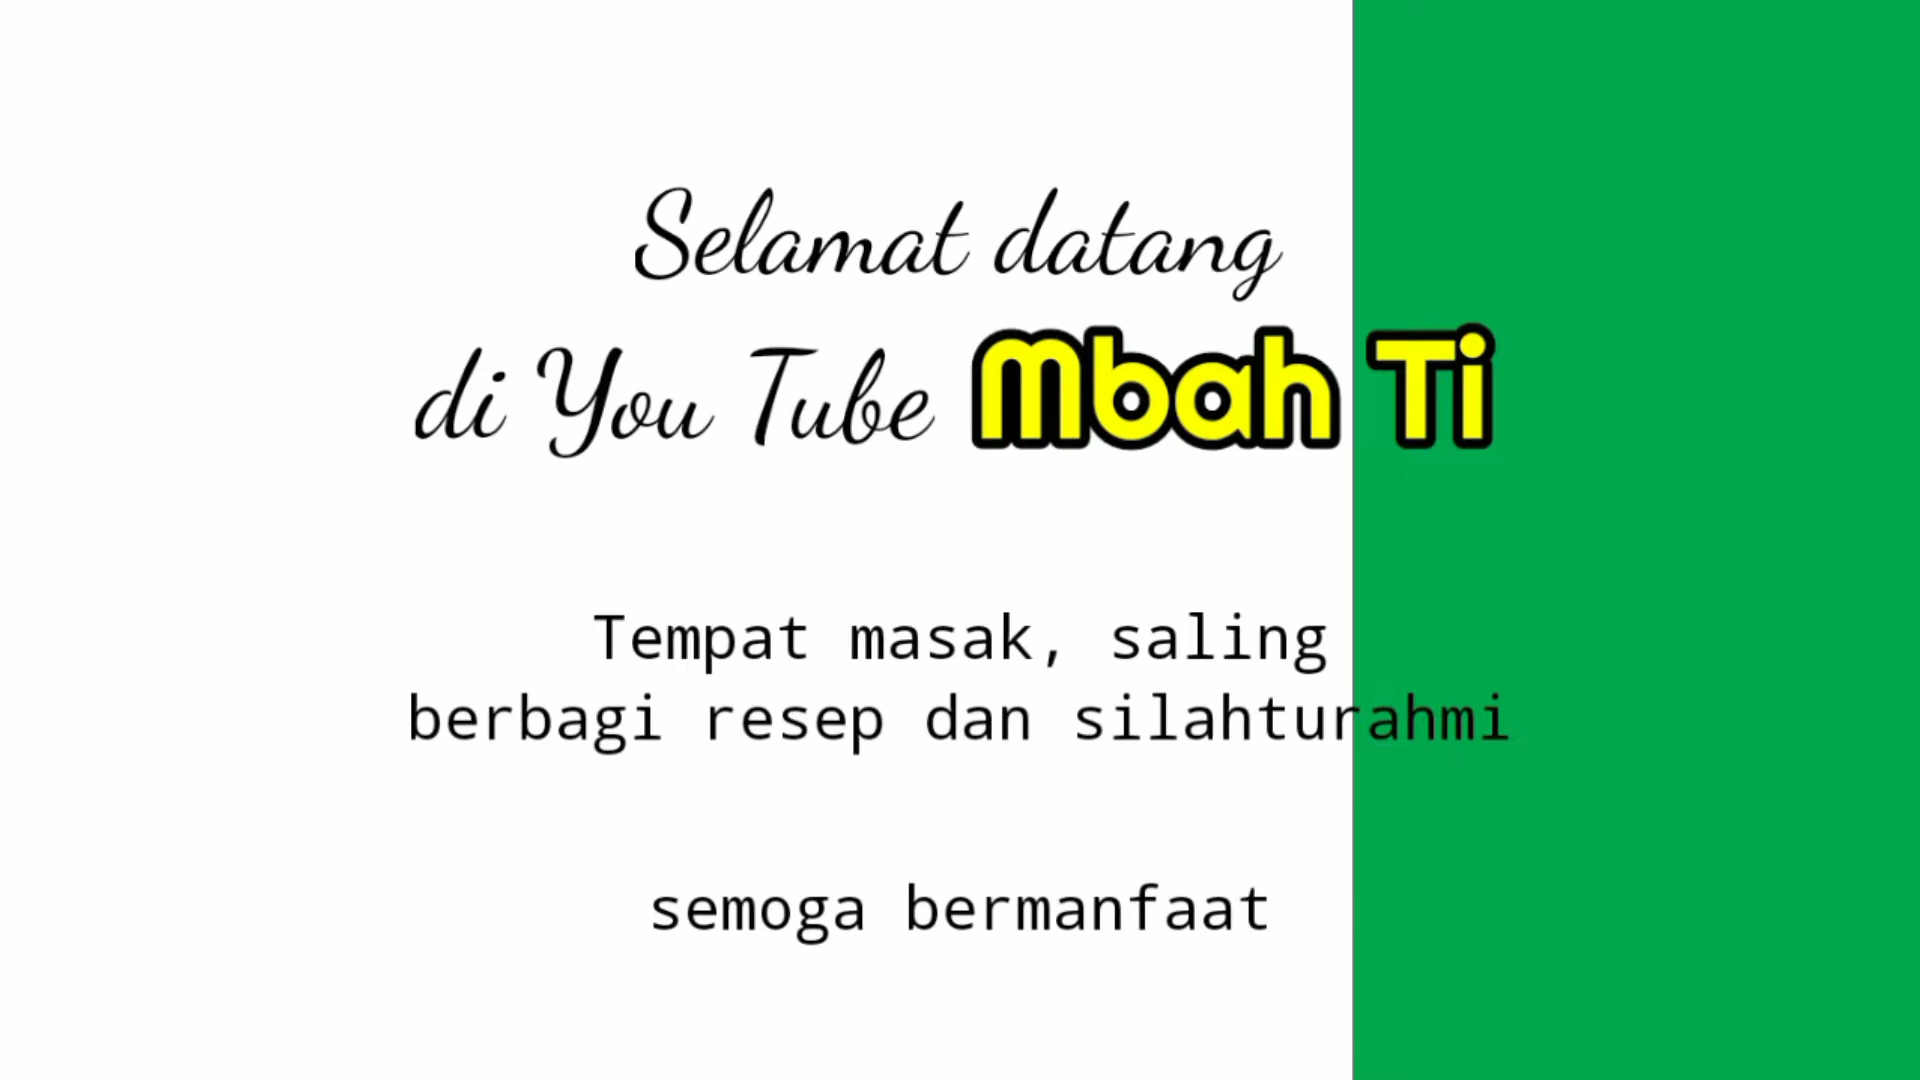 Selamat datang
di You Tube Mbah Ti
Tempat masak, saling
berbagi resep dan silahturahmi
semoga bermanfaat